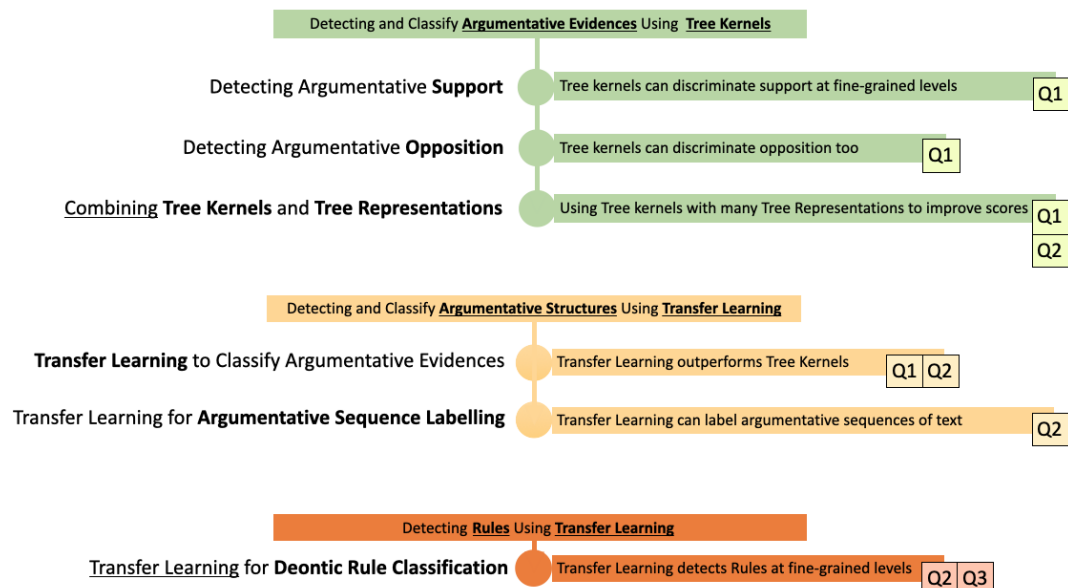 Detecting and Classify Argumentative Evidences Using Tree Kernels
Detecting Argumentative Support
Tree kernels can discriminate support at fine-grained levels
Q1
Detecting Argumentative Opposition
Tree kernels can discriminate opposition too
Q1
Combining Tree Kernels and Tree Representations
Using Tree kernels with many Tree Representations to improve scores
Q1
Q2
Detecting and Classify Argumentative Structures Using Transfer Learning
Transfer Learning to Classify Argumentative Evidences
Transfer Learning outperforms Tree Kernels
Q1 Q2
Transfer Learning for Argumentative Sequence Labelling
Transfer Learning can label argumentative sequences of text
Q2
Detecting Rules Using Transfer Learning
Transfer Learning for Deontic Rule Classification
Transfer Learning detects Rules at fine-grained levels
Q2 Q3